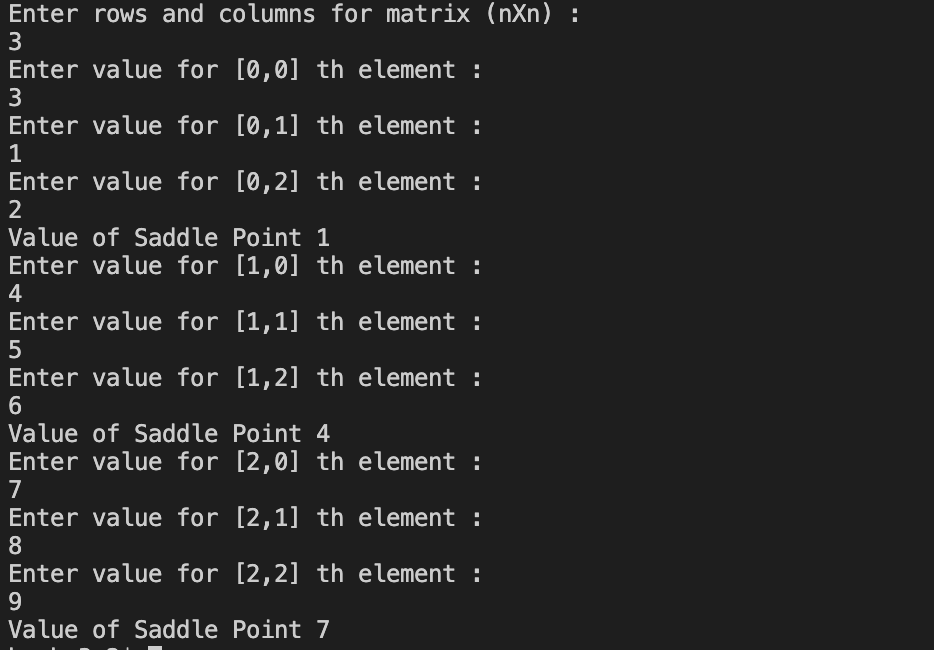 Enter rows and columns for matrix (nXn) :
3
Enter value for [0,0] th element :
3
Enter value for [0,1] th element :
1
Enter value for [0,2] th element :
2
Value of Saddle Point 1
Enter value for [1,0] th element :
4
Enter value for [1,1] th element :
5
Enter value for [1,2] th element :
6
Value of Saddle Point 4
Enter value for [2,0] th element :
7
Enter value for [2,1] th element :
8
Enter value for [2,2] th element :
9
Value of Saddle Point 7